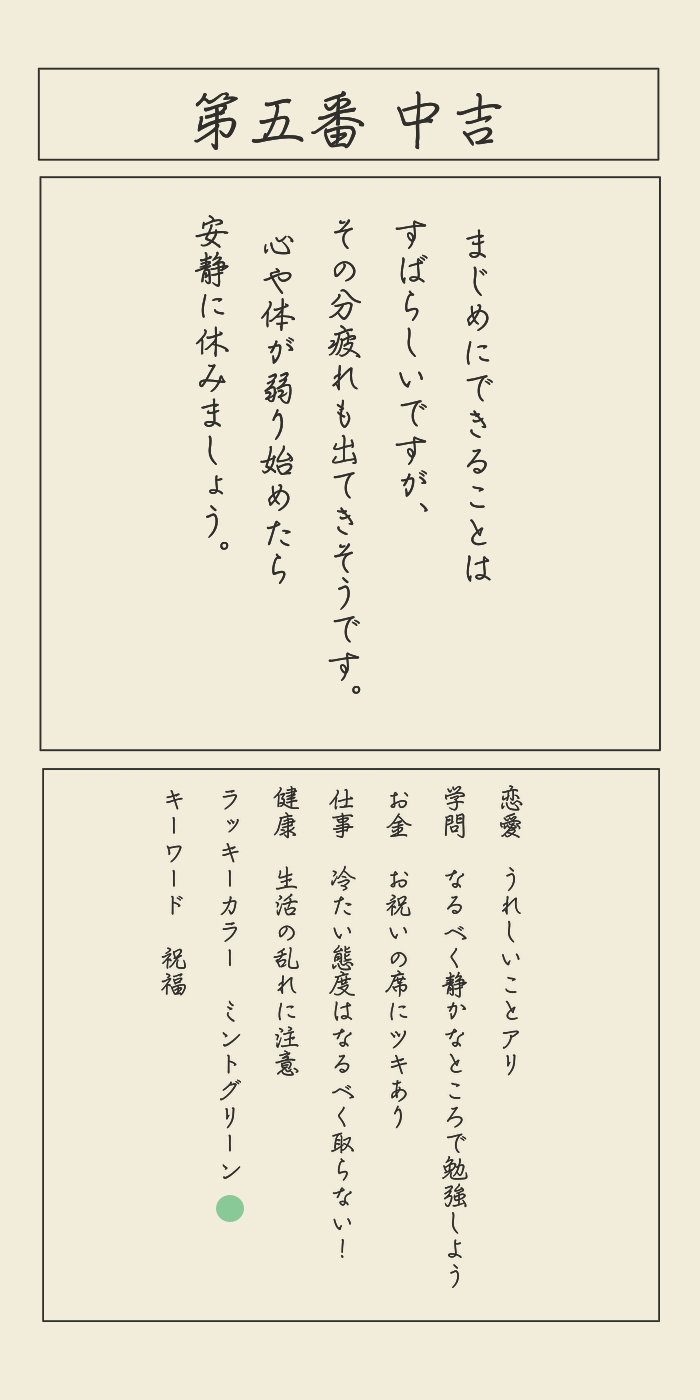 第五番 中吉
まじめにできることは
すばらしいですが、
その分疲れも出てきそうです。
心や体が弱り始めたら
安静に休みましょう。
恋愛 うれしいことアリ
学問 なるべく静かなところで勉強しよう
お金 お祝いの席にツキあり
仕事 冷たい態度はなるべく取らない!
健康 生活の乱れに注意
ラッキーカラー ミントグリーン
キーワード 祝福